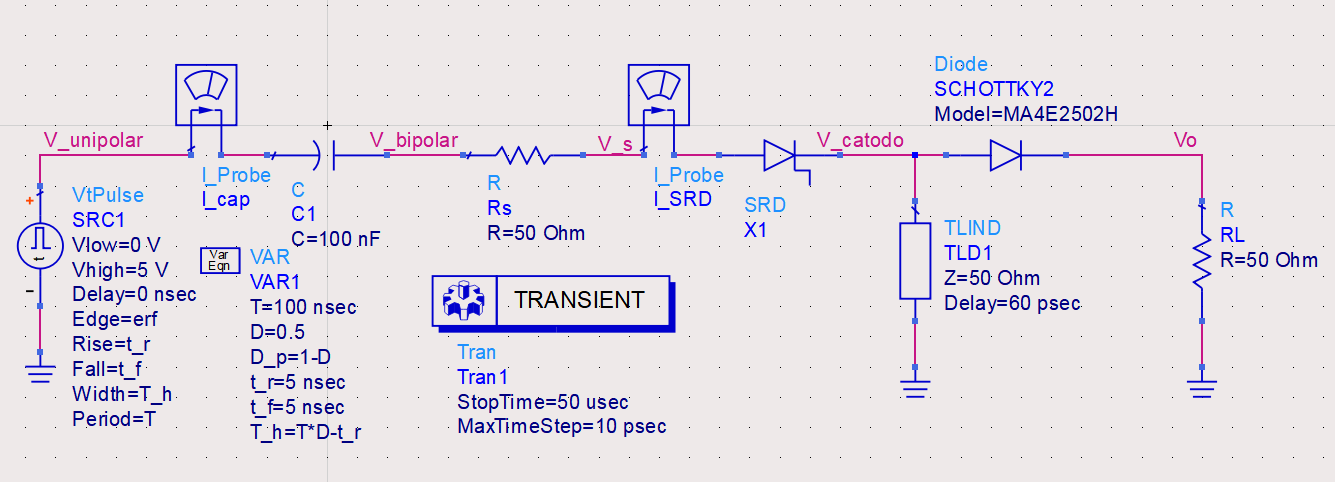 V_unipolar
I_Probe
I_cap
V_bipolar
V_s
I_Probe
I_SRD
V_catodo
Diode
SCHOTTKY2
Model=MA4E2502H
Vo
+
-
t
VtPulse
SRC1
Vlow=0 V
Vhigh=5 V
Delay=0 nsec
Edge=erf
Rise=t_r
Fall=t_f
Width=T_h
Period=T
C
C1
C=100 nF
Var
Eqn
VAR
VAR1
T=100 nsec
D=0.5
D_p=1-D
t_r=5 nsec
t_f=5 nsec
T_h=T*D-t_r
R
Rs
R=50 Ohm
TRANSIENT
Tran
Tran1
StopTime=50 usec
MaxTimeStep=10 psec
SRD
X1
TLIND
TLD1
Z=50 Ohm
Delay=60 psec
R
RL
R=50 Ohm